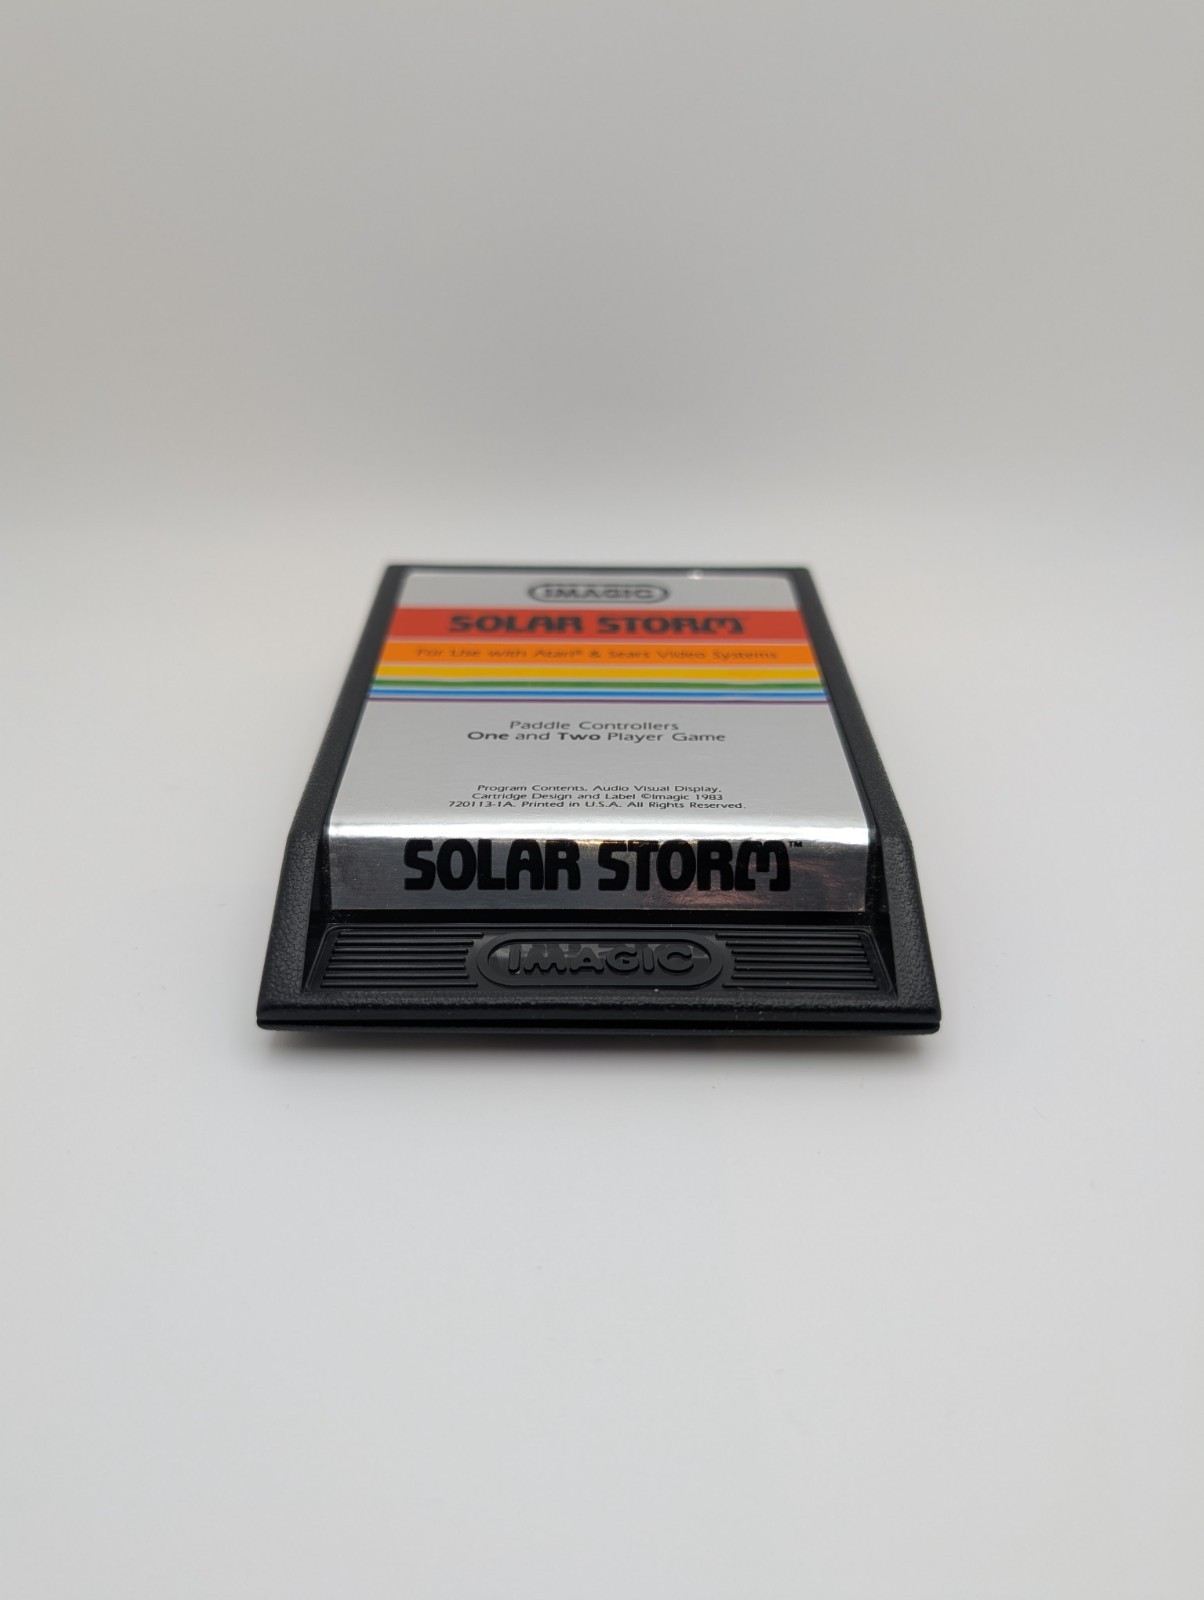 IMAGIC
SOLAR STORM™
For Use with Atari® & Sears Video Systems
Paddle Controllers
One and Two Player Game
Program Contents, Audio Visual Display,
Cartridge Design and Label ©Imagic 1983
720113-1A. Printed in U.S.A. All Rights Reserved.
SOLAR STORM™
IMAGIC